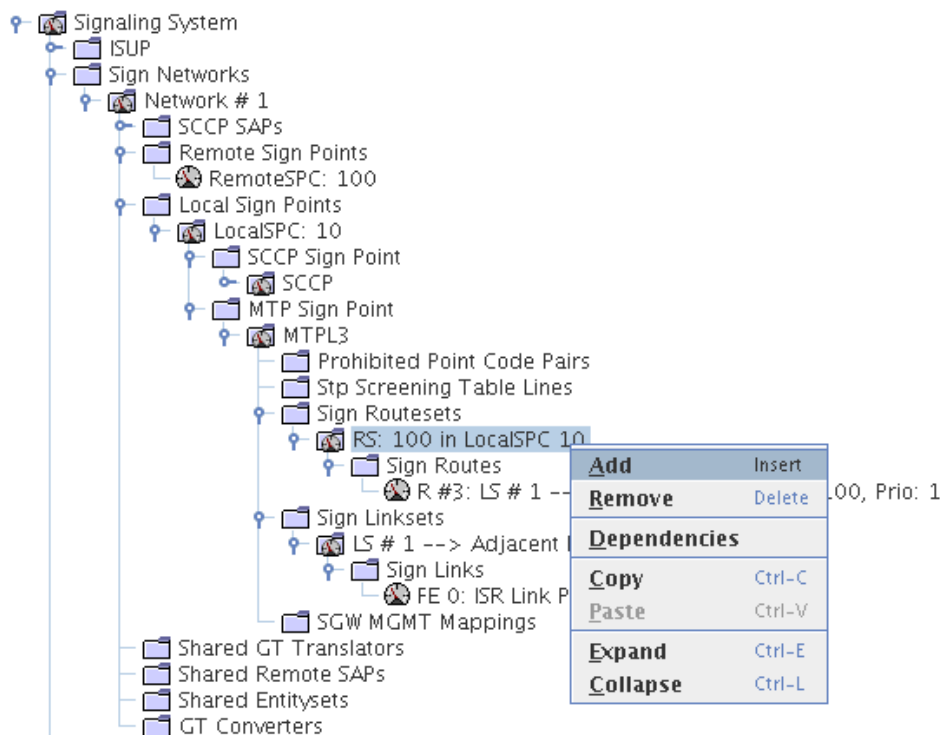 Signaling System
ISUP
Sign Networks
Network # 1
SCCP SAPs
Remote Sign Points
RemoteSPC: 100
Local Sign Points
LocalSPC: 10
SCCP Sign Point
SCCP
MTP Sign Point
MTPL3
Prohibited Point Code Pairs
Stp Screening Table Lines
Sign Routesets
RS: 100 in LocalSPC 10
Add Insert
Sign Routes
R #3: LS # 1 -- 00, Prio: 1
Remove Delete
Sign Linksets
Dependencies
LS # 1 --> Adjacent
Sign Links
Copy Ctrl-C
FE 0: ISR Link P
Paste Ctrl-V
SGW MGMT Mappings
Shared GT Translators
Expand Ctrl-E
Shared Remote SAPs
Collapse Ctrl-L
Shared Entitysets
GT Converters